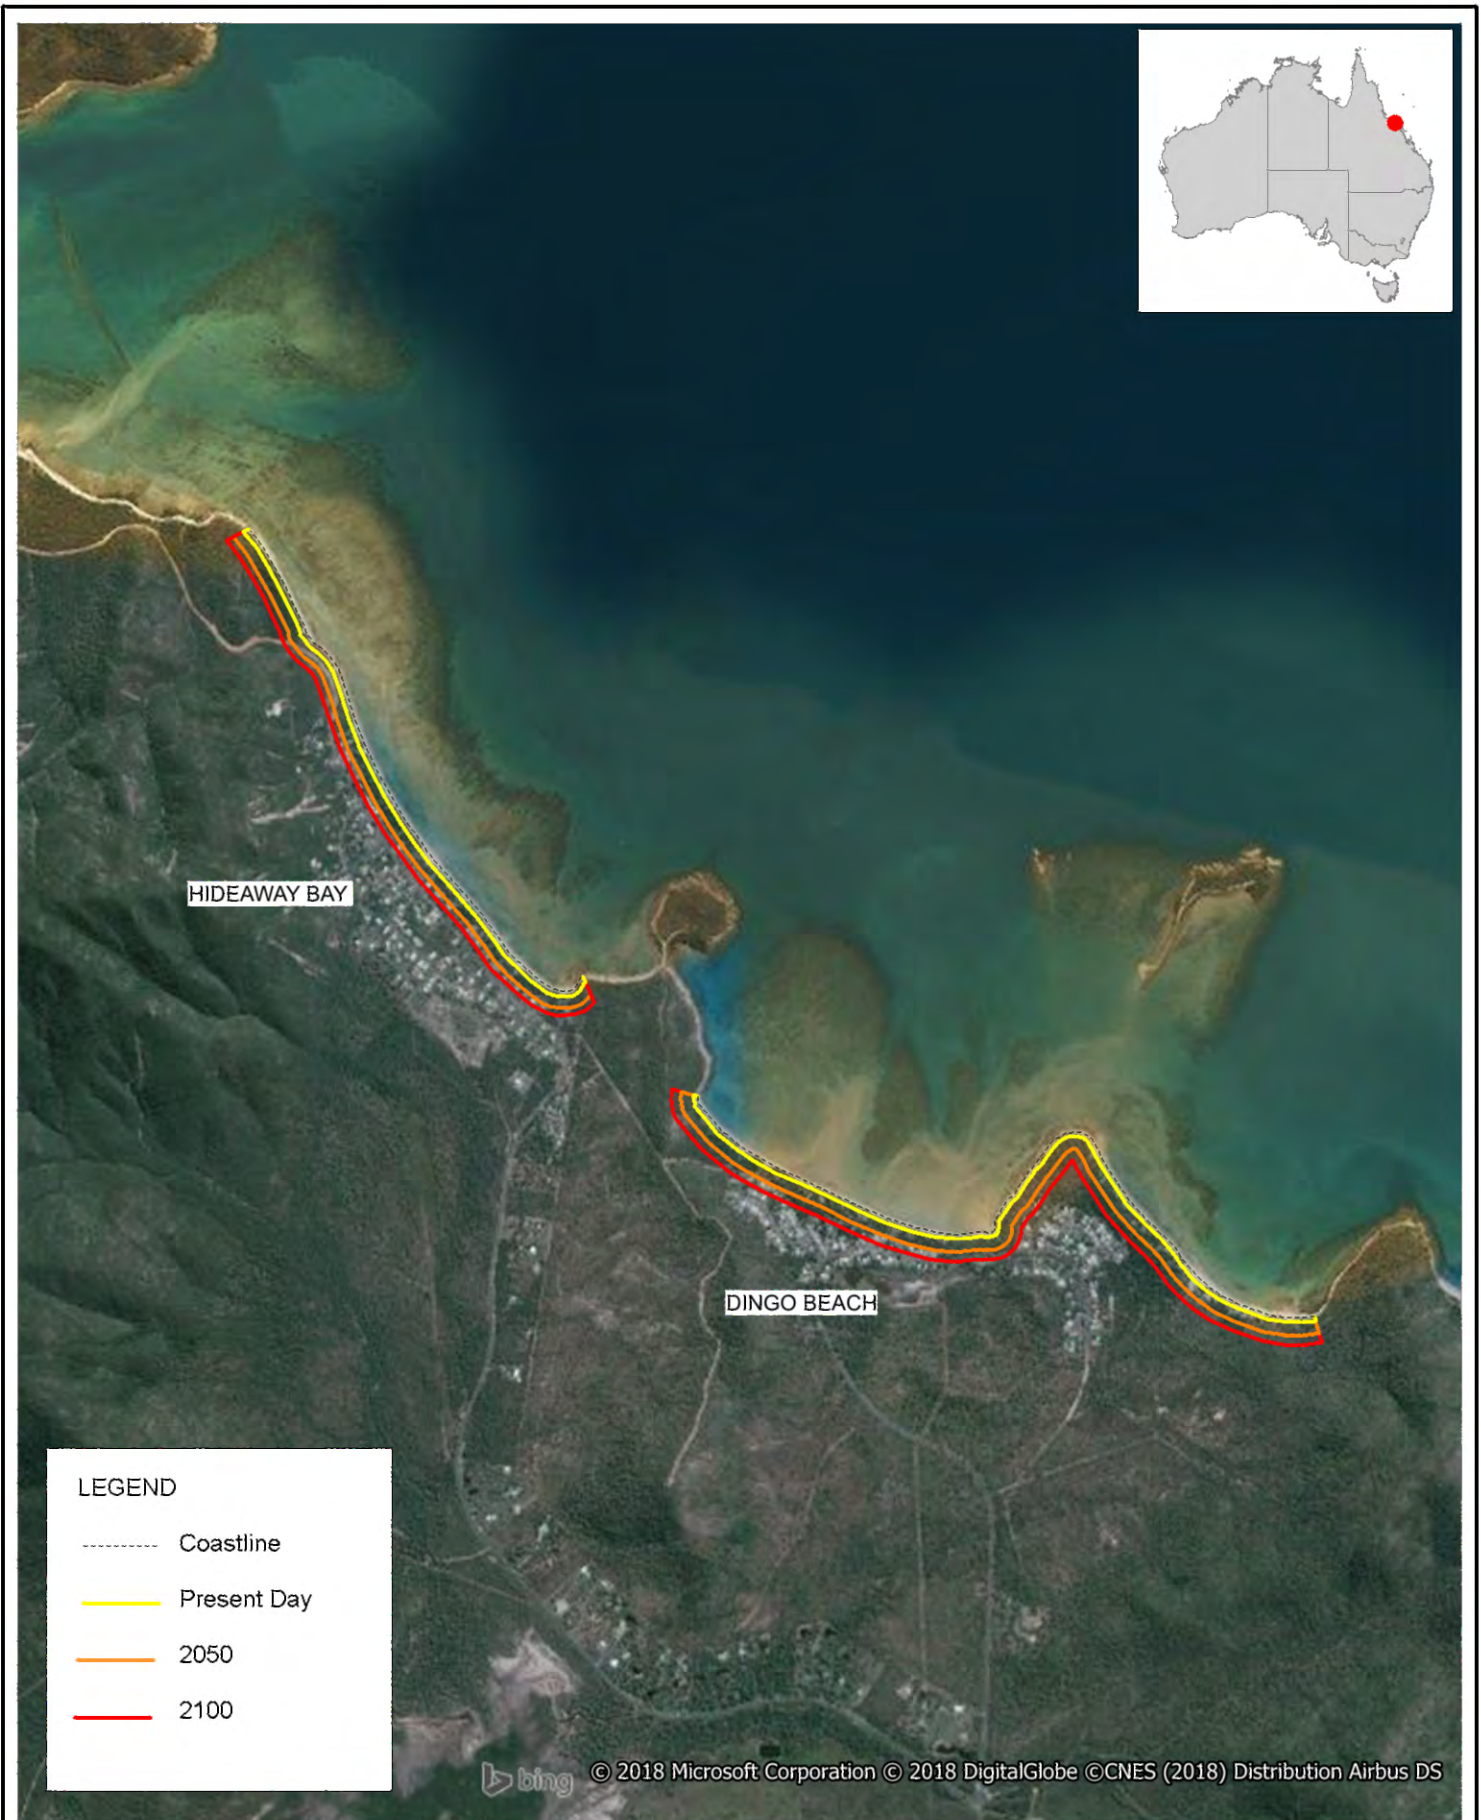 HIDEAWAY BAY
DINGO BEACH
LEGEND
Coastline
Present Day
2050
2100
bing
© 2018 Microsoft Corporation © 2018 DigitalGlobe ©CNES (2018) Distribution Airbus DS